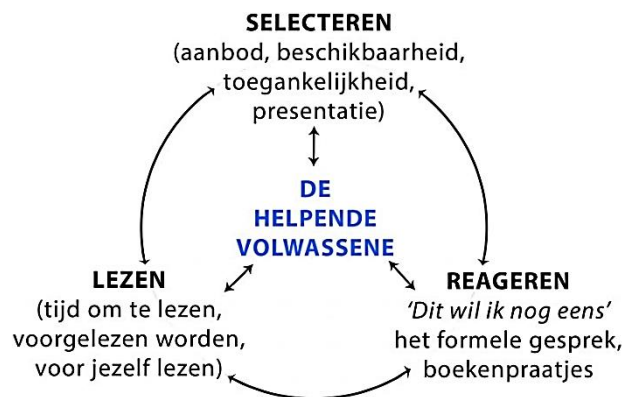 SELECTEREN
(aanbod, beschikbaarheid,
toegankelijkheid,
presentatie)
DE
HELPENDE
VOLWASSENE
LEZEN
(tijd om te lezen,
voorgelezen worden,
voor jezelf lezen)
REAGEREN
‘Dit wil ik nog eens’
het formele gesprek,
boekenpraatjes